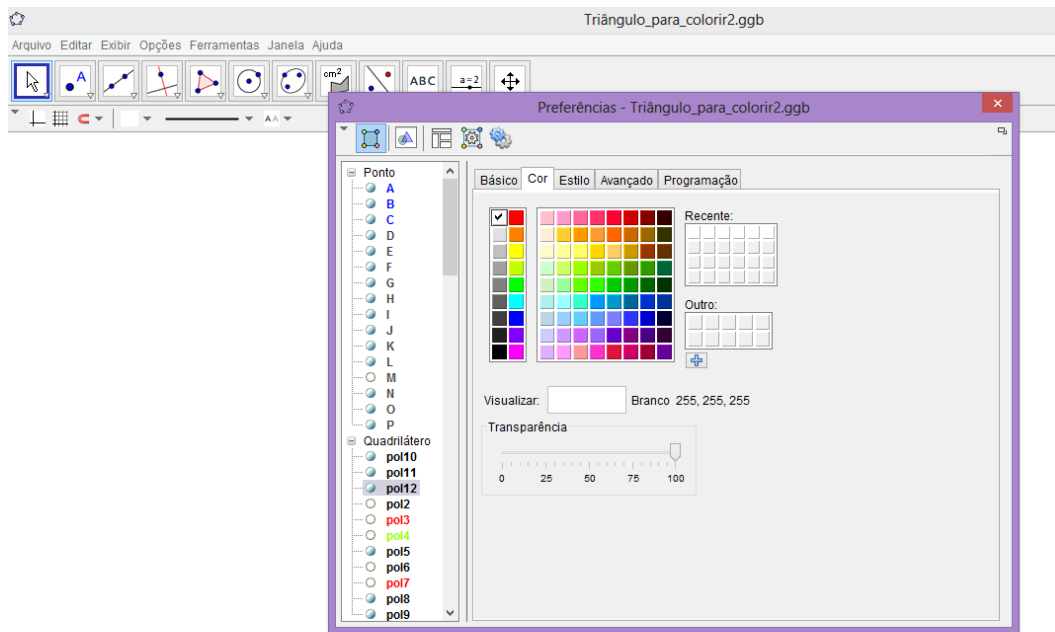 Triângulo_para_colorir2.ggb
Arquivo Editar Exibir Opções Ferramentas Janela Ajuda
A cm² ABC a=2
A A
Preferências - Triângulo_para_colorir2.ggb
Ponto
A
B
C
D
E
F
G
H
I
J
K
L
M
N
O
P
Quadrilátero
pol10
pol11
pol12
pol2
pol3
pol4
pol5
pol6
pol7
pol8
pol9
Básico Cor Estilo Avançado Programação
Recente:
Outro:
Visualizar: Branco 255, 255, 255
Transparência
0 25 50 75 100